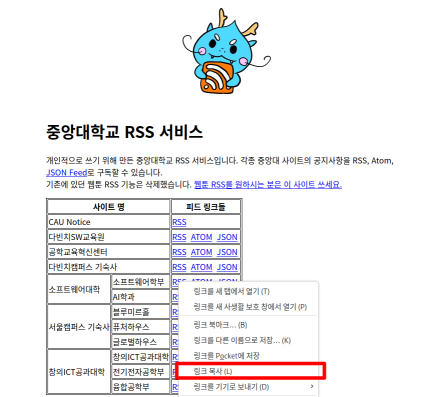 중앙대학교 RSS 서비스
개인적으로 쓰기 위해 만든 중앙대학교 RSS 서비스입니다. 각종 중앙대 사이트의 공지사항을 RSS, Atom,
JSON Feed로 구독할 수 있습니다.
기존에 있던 웹툰 RSS 기능은 삭제했습니다. 웹툰 RSS를 원하시는 분은 이 사이트 쓰세요.
사이트 명 피드 링크들
CAU Notice RSS
다빈치SW교육원 RSS ATOM JSON
공학교육혁신센터 RSS ATOM JSON
다빈치캠퍼스 기숙사 RSS ATOM JSON
소프트웨어대학 소프트웨어학부 RSS ATOM JSON
AI학과
서울캠퍼스 기숙사 블루미르홀
퓨처하우스
글로벌하우스
창의ICT공과대학 창의ICT공과대학
전기전자공학부
융합공학부
링크를 새 탭에서 열기 (T)
링크를 새 사생활 보호 창에서 열기 (P)
링크 북마크… (B)
링크를 다른 이름으로 저장… (K)
링크를 Pocket에 저장
링크 복사 (L)
링크를 기기로 보내기 (D)